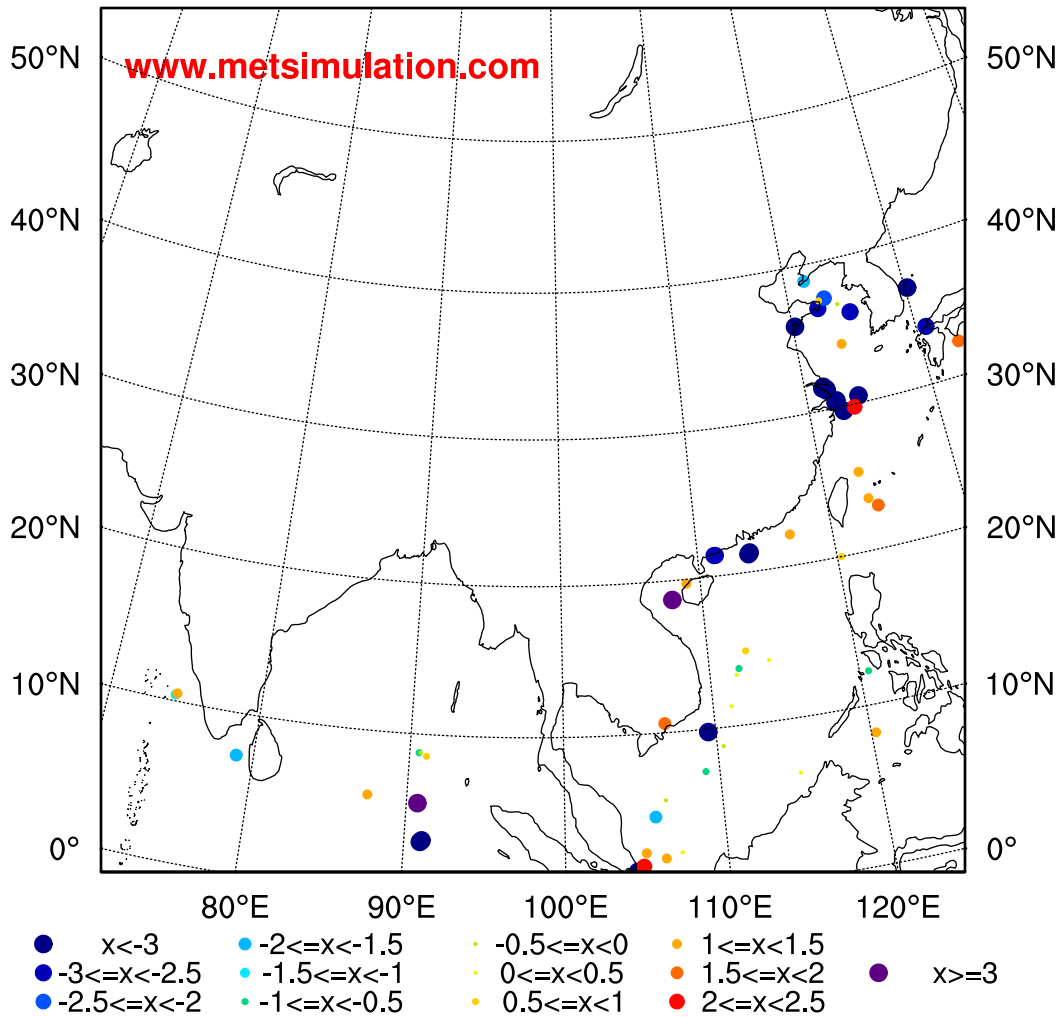 www.metsimulation.com
50°N 50°N
40°N 40°N
30°N 30°N
20°N 20°N
10°N 10°N
0° 0°
80°E 90°E 100°E 110°E 120°E
x<-3 -2<=x<-1.5 -0.5<=x<0 1<=x<1.5
-3<=x<-2.5 -1.5<=x<-1 0<=x<0.5 1.5<=x<2 x>=3
-2.5<=x<-2 -1<=x<-0.5 0.5<=x<1 2<=x<2.5